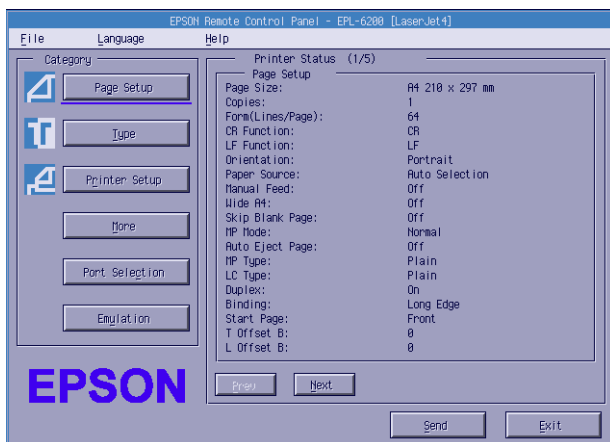 EPSON Remote Control Panel - EPL-6200 [LaserJet4]
File Language Help
Category
Page Setup
Type
Printer Setup
More
Port Selection
Emulation
EPSON
Printer Status (1/5)
Page Setup
Page Size: A4 210 x 297 mm
Copies: 1
Form(Lines/Page): 64
CR Function: CR
LF Function: LF
Orientation: Portrait
Paper Source: Auto Selection
Manual Feed: Off
Wide A4: Off
Skip Blank Page: Off
MP Mode: Normal
Auto Eject Page: Off
MP Type: Plain
LC Type: Plain
Duplex: On
Binding: Long Edge
Start Page: Front
T Offset B: 0
L Offset B: 0
Prev Next
Send Exit